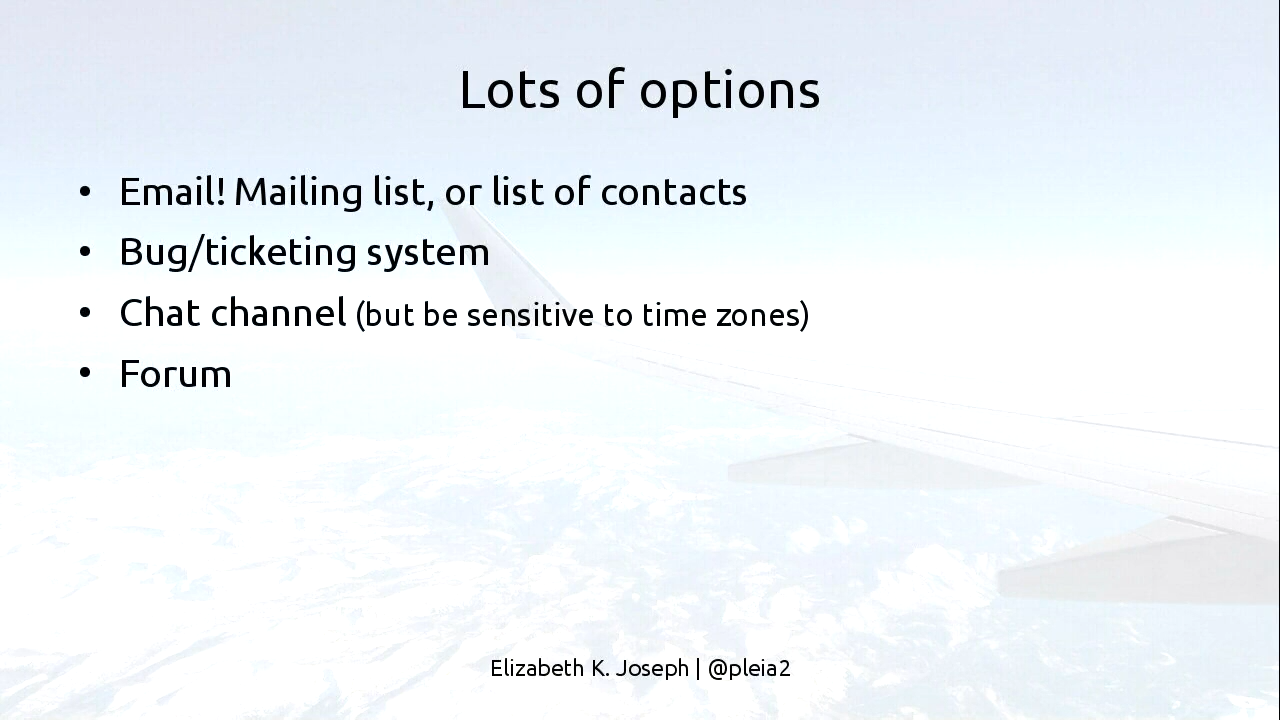 Lots of options
• Email! Mailing list, or list of contacts
• Bug/ticketing system
• Chat channel (but be sensitive to time zones)
• Forum
Elizabeth K. Joseph | @pleia2